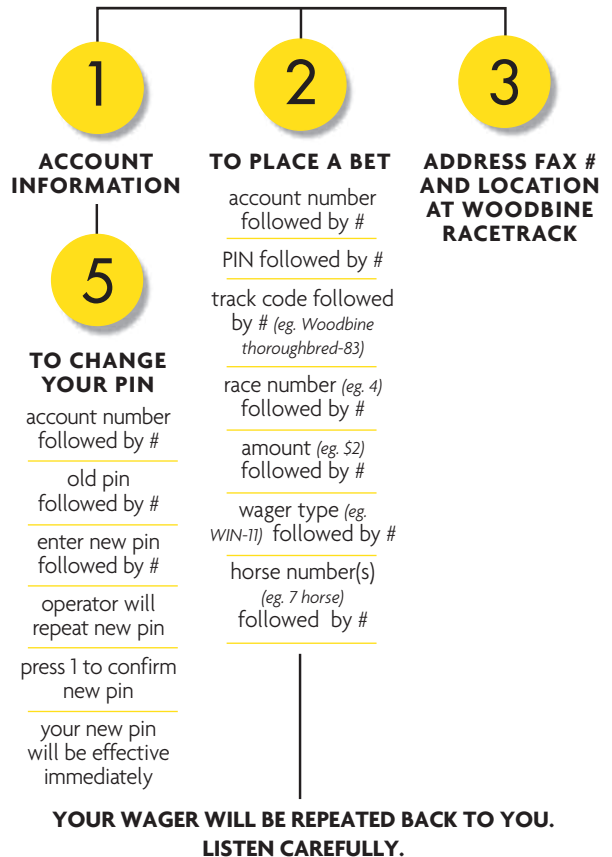 1
ACCOUNT
INFORMATION
5
TO CHANGE
YOUR PIN
account number
followed by #
old pin
followed by #
enter new pin
followed by #
operator will
repeat new pin
press 1 to confirm
new pin
your new pin
will be effective
immediately
2
TO PLACE A BET
account number
followed by #
PIN followed by #
track code followed
by # (eg. Woodbine
thoroughbred-83)
race number (eg. 4)
followed by #
amount (eg. $2)
followed by #
wager type (eg.
WIN-11) followed by #
horse number(s)
(eg. 7 horse)
followed by #
3
ADDRESS FAX #
AND LOCATION
AT WOODBINE
RACETRACK
YOUR WAGER WILL BE REPEATED BACK TO YOU.
LISTEN CAREFULLY.